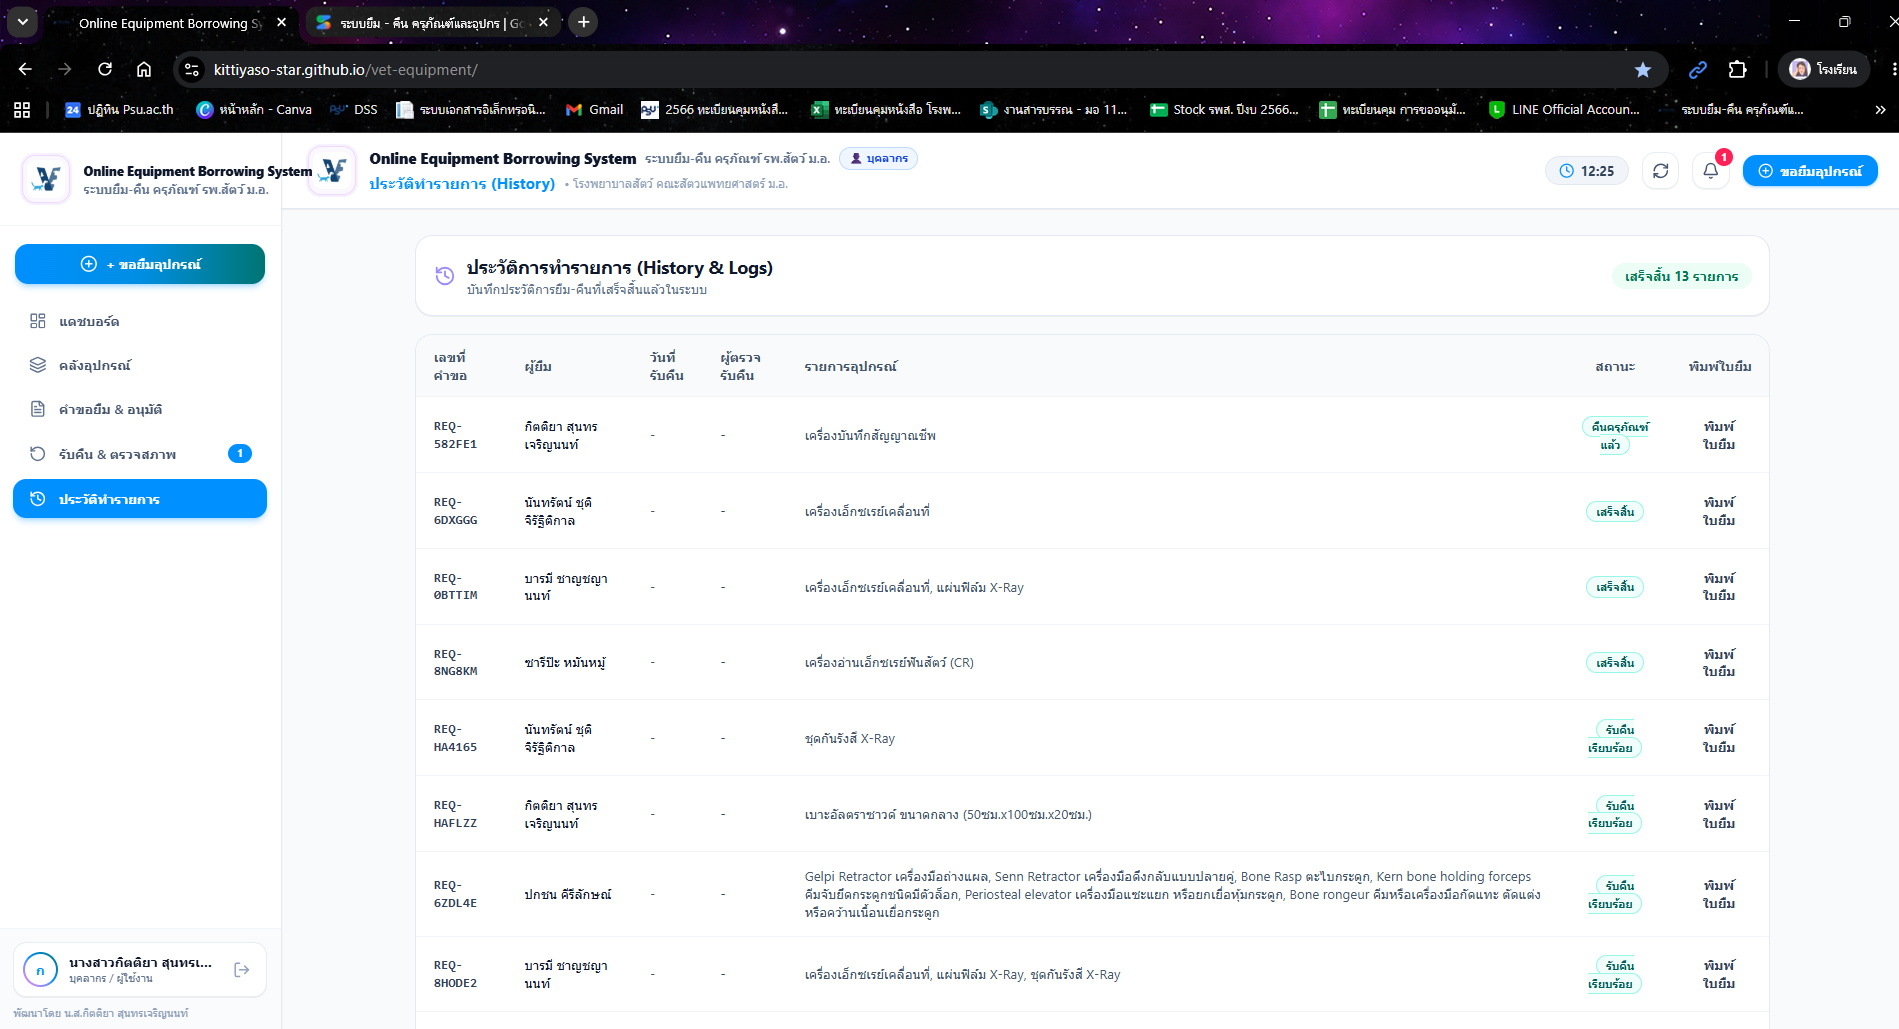 Online Equipment Borrowing Sy
ระบบยืม - คืน ครุภัณฑ์และอุปกร | Go
kittiyaso-star.github.io/vet-equipment/
โรงเรียน
24 ปฏิทิน Psu.ac.th
หน้าหลัก - Canva
DSS
ระบบเอกสารอิเล็กทรอนิ...
Gmail
2566 ทะเบียนคุมหนังสื...
ทะเบียนคุมหนังสือ โรงพ...
งานสารบรรณ - มอ 11...
Stock รพส. ปีงบ 2566...
ทะเบียนคุม การขออนุมั...
LINE Official Accoun...
ระบบยืม-คืน ครุภัณฑ์แ...
Online Equipment Borrowing System
ระบบยืม-คืน ครุภัณฑ์ รพ.สัตว์ ม.อ.
Online Equipment Borrowing System ระบบยืม-คืน ครุภัณฑ์ รพ.สัตว์ ม.อ. บุคลากร
ประวัติทำรายการ (History) • โรงพยาบาลสัตว์ คณะสัตวแพทยศาสตร์ ม.อ.
12:25
1
ขอยืมอุปกรณ์
+ ขอยืมอุปกรณ์
แดชบอร์ด
คลังอุปกรณ์
คำขอยืม & อนุมัติ
รับคืน & ตรวจสภาพ 1
ประวัติทำรายการ
ประวัติการทำรายการ (History & Logs)
บันทึกประวัติการยืม-คืนที่เสร็จสิ้นแล้วในระบบ
เสร็จสิ้น 13 รายการ
เลขที่
คำขอ
ผู้ยืม
วันที่
รับคืน
ผู้ตรวจ
รับคืน
รายการอุปกรณ์
สถานะ
พิมพ์ใบยืม
REQ-
582FE1
กิตติยา สุนทร
เจริญนนท์
-
-
เครื่องบันทึกสัญญาณชีพ
คืนครุภัณฑ์
แล้ว
พิมพ์
ใบยืม
REQ-
6DXGGG
นันทรัตน์ ชุติ
จิรัฐิติกาล
-
-
เครื่องเอ็กซเรย์เคลื่อนที่
เสร็จสิ้น
พิมพ์
ใบยืม
REQ-
0BTTIM
บารมี ชาญชญา
นนท์
-
-
เครื่องเอ็กซเรย์เคลื่อนที่, แผ่นฟิล์ม X-Ray
เสร็จสิ้น
พิมพ์
ใบยืม
REQ-
8NG8KM
ซารีป๊ะ หมันหมู้
-
-
เครื่องอ่านเอ็กซเรย์ฟันสัตว์ (CR)
เสร็จสิ้น
พิมพ์
ใบยืม
REQ-
HA4165
นันทรัตน์ ชุติ
จิรัฐิติกาล
-
-
ชุดกันรังสี X-Ray
รับคืน
เรียบร้อย
พิมพ์
ใบยืม
REQ-
HAFLZZ
กิตติยา สุนทร
เจริญนนท์
-
-
เบาะอัลตราซาวด์ ขนาดกลาง (50ซม.x100ซม.x20ซม.)
รับคืน
เรียบร้อย
พิมพ์
ใบยืม
REQ-
6ZDL4E
ปกชน คีรีลักษณ์
-
-
Gelpi Retractor เครื่องมือถ่างแผล, Senn Retractor เครื่องมือดึงกลับแบบปลายคู่, Bone Rasp ตะไบกระดูก, Kern bone holding forceps
คีมจับยึดกระดูกชนิดมีตัวล็อก, Periosteal elevator เครื่องมือแซะแยก หรือยกเยื่อหุ้มกระดูก, Bone rongeur คีมหรือเครื่องมือกัดแทะ ตัดแต่ง
หรือคว้านเนื้อนเยื่อกระดูก
รับคืน
เรียบร้อย
พิมพ์
ใบยืม
REQ-
8HODE2
บารมี ชาญชญา
นนท์
-
-
เครื่องเอ็กซเรย์เคลื่อนที่, แผ่นฟิล์ม X-Ray, ชุดกันรังสี X-Ray
รับคืน
เรียบร้อย
พิมพ์
ใบยืม
ก
นางสาวกิตติยา สุนทรเ...
บุคลากร / ผู้ใช้งาน
พัฒนาโดย น.ส.กิตติยา สุนทรเจริญนนท์